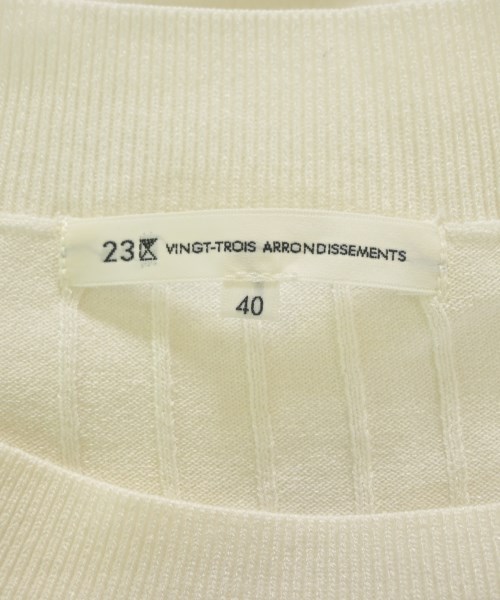 23区 VINGT-TROIS ARRONDISSEMENTS
40